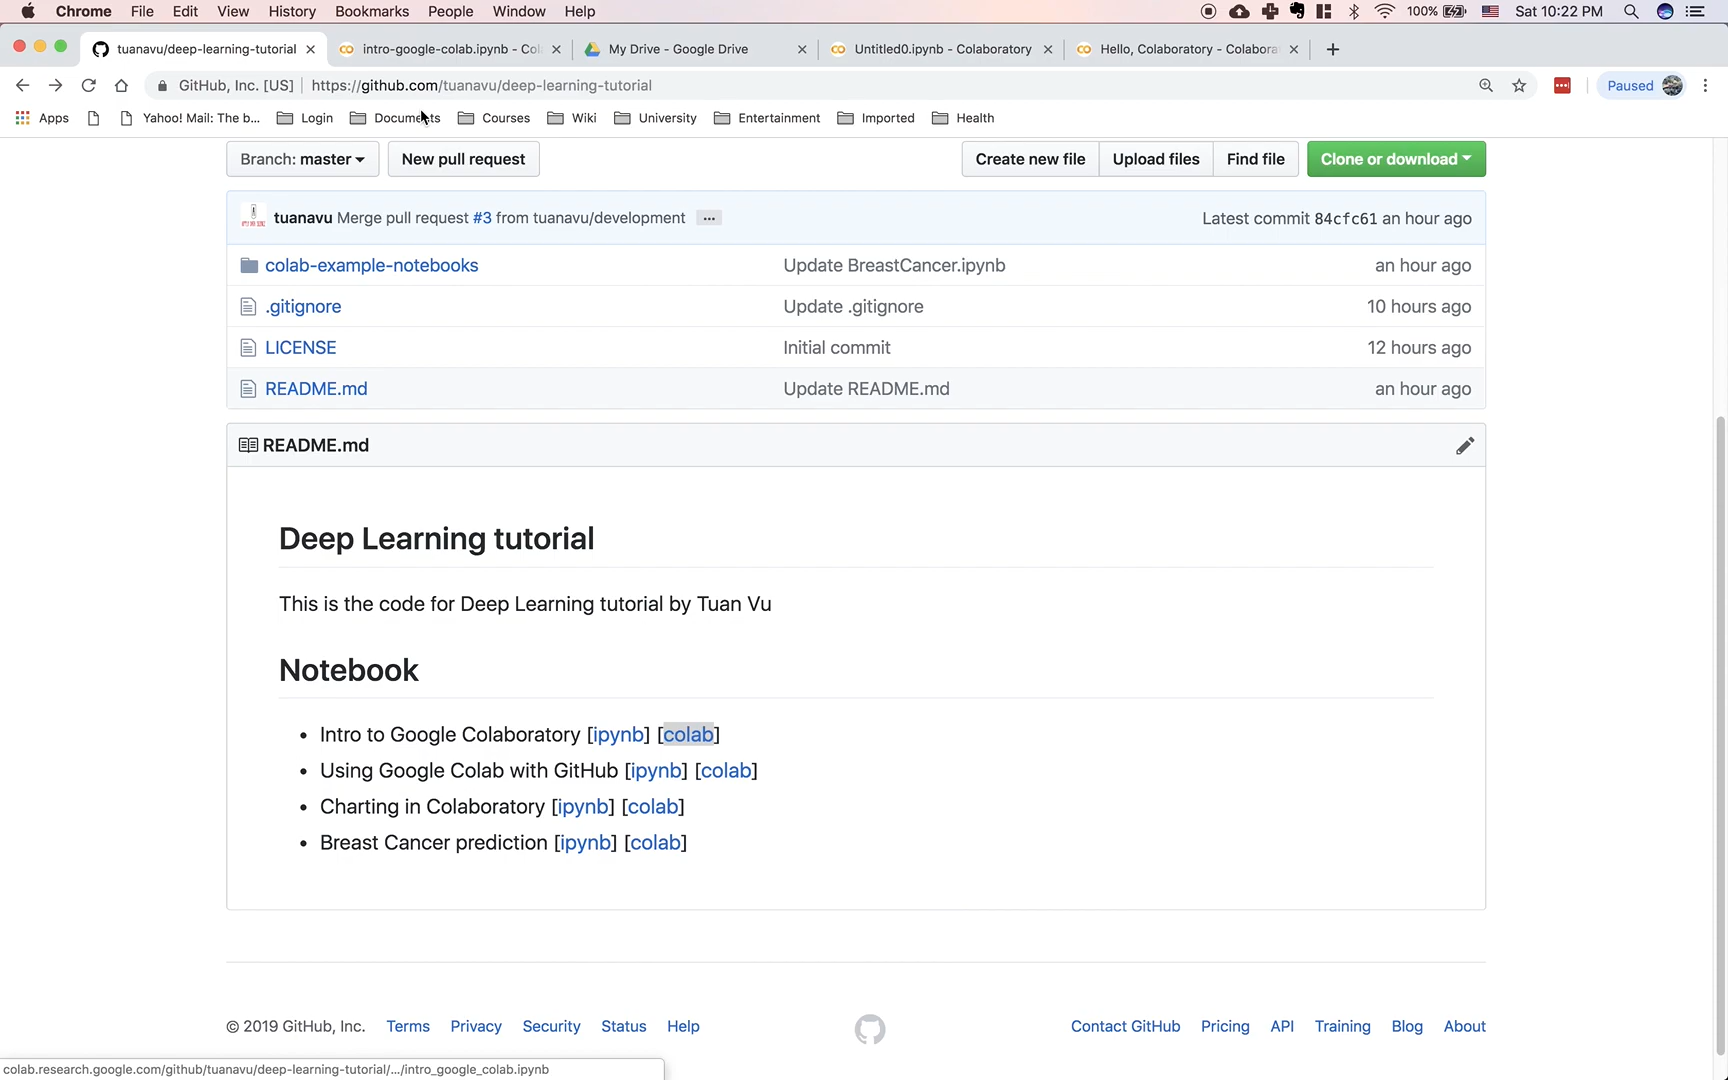 Chrome File Edit View History Bookmarks People Window Help 100% Sat 10:22 PM
tuanavu/deep-learning-tutorial intro-google-colab.ipynb - Col My Drive - Google Drive Untitled0.ipynb - Colaboratory Hello, Colaboratory - Colabora
GitHub, Inc. [US] https://github.com/tuanavu/deep-learning-tutorial Paused
Apps Yahoo! Mail: The b... Login Documents Courses Wiki University Entertainment Imported Health
Branch: master New pull request Create new file Upload files Find file Clone or download
tuanavu Merge pull request #3 from tuanavu/development ... Latest commit 84cfc61 an hour ago
colab-example-notebooks Update BreastCancer.ipynb an hour ago
.gitignore Update .gitignore 10 hours ago
LICENSE Initial commit 12 hours ago
README.md Update README.md an hour ago
README.md
Deep Learning tutorial
This is the code for Deep Learning tutorial by Tuan Vu
Notebook
• Intro to Google Colaboratory [ipynb] [colab]
• Using Google Colab with GitHub [ipynb] [colab]
• Charting in Colaboratory [ipynb] [colab]
• Breast Cancer prediction [ipynb] [colab]
© 2019 GitHub, Inc. Terms Privacy Security Status Help Contact GitHub Pricing API Training Blog About
colab.research.google.com/github/tuanavu/deep-learning-tutorial/.../intro_google_colab.ipynb